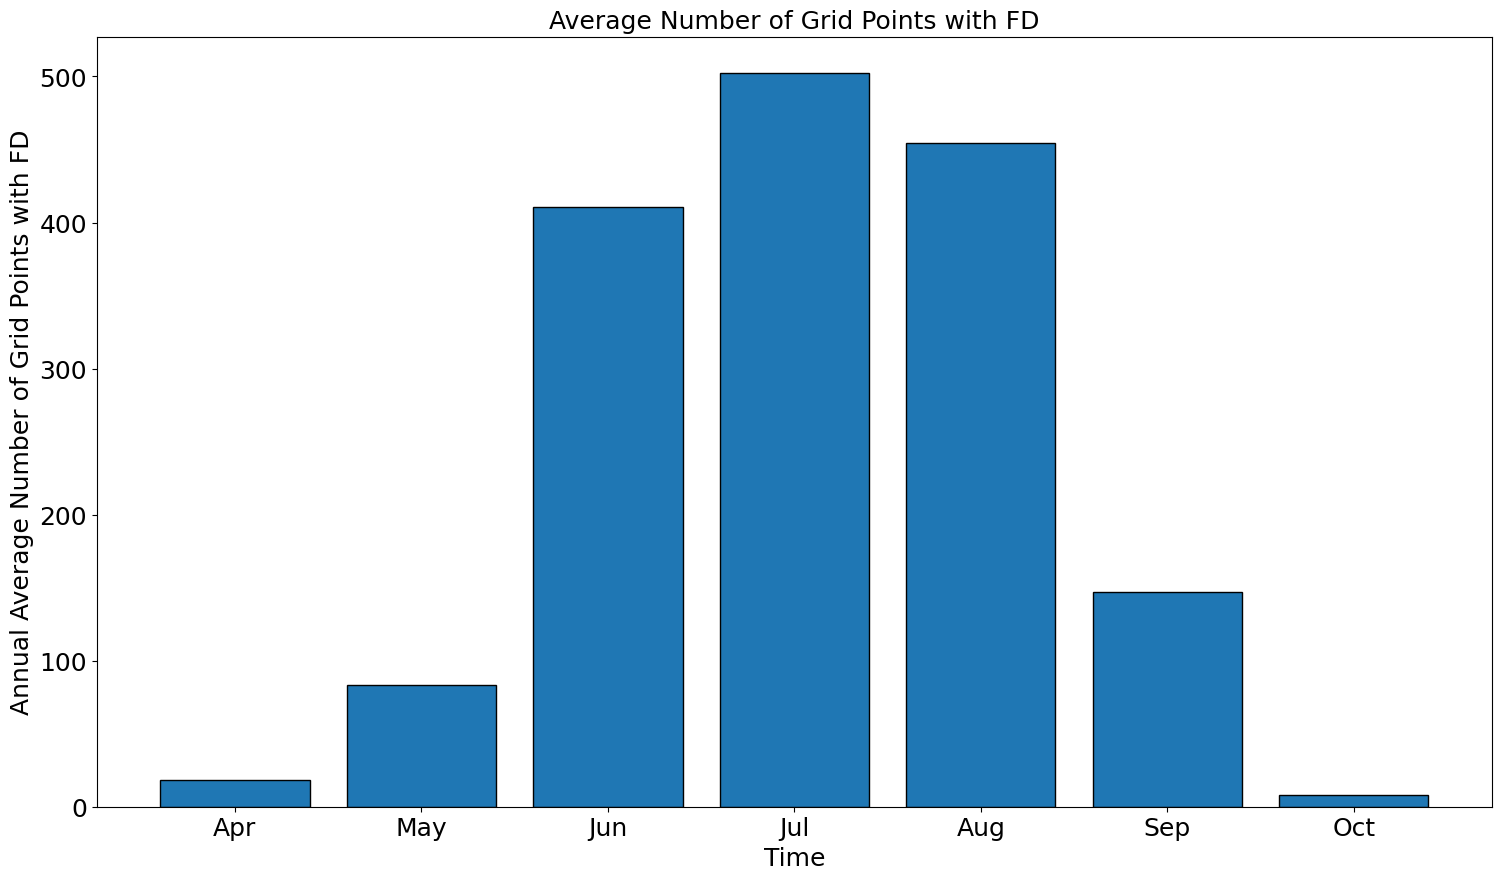 Average Number of Grid Points with FD
Annual Average Number of Grid Points with FD
500
400
300
200
100
0
Apr May Jun Jul Aug Sep Oct
Time